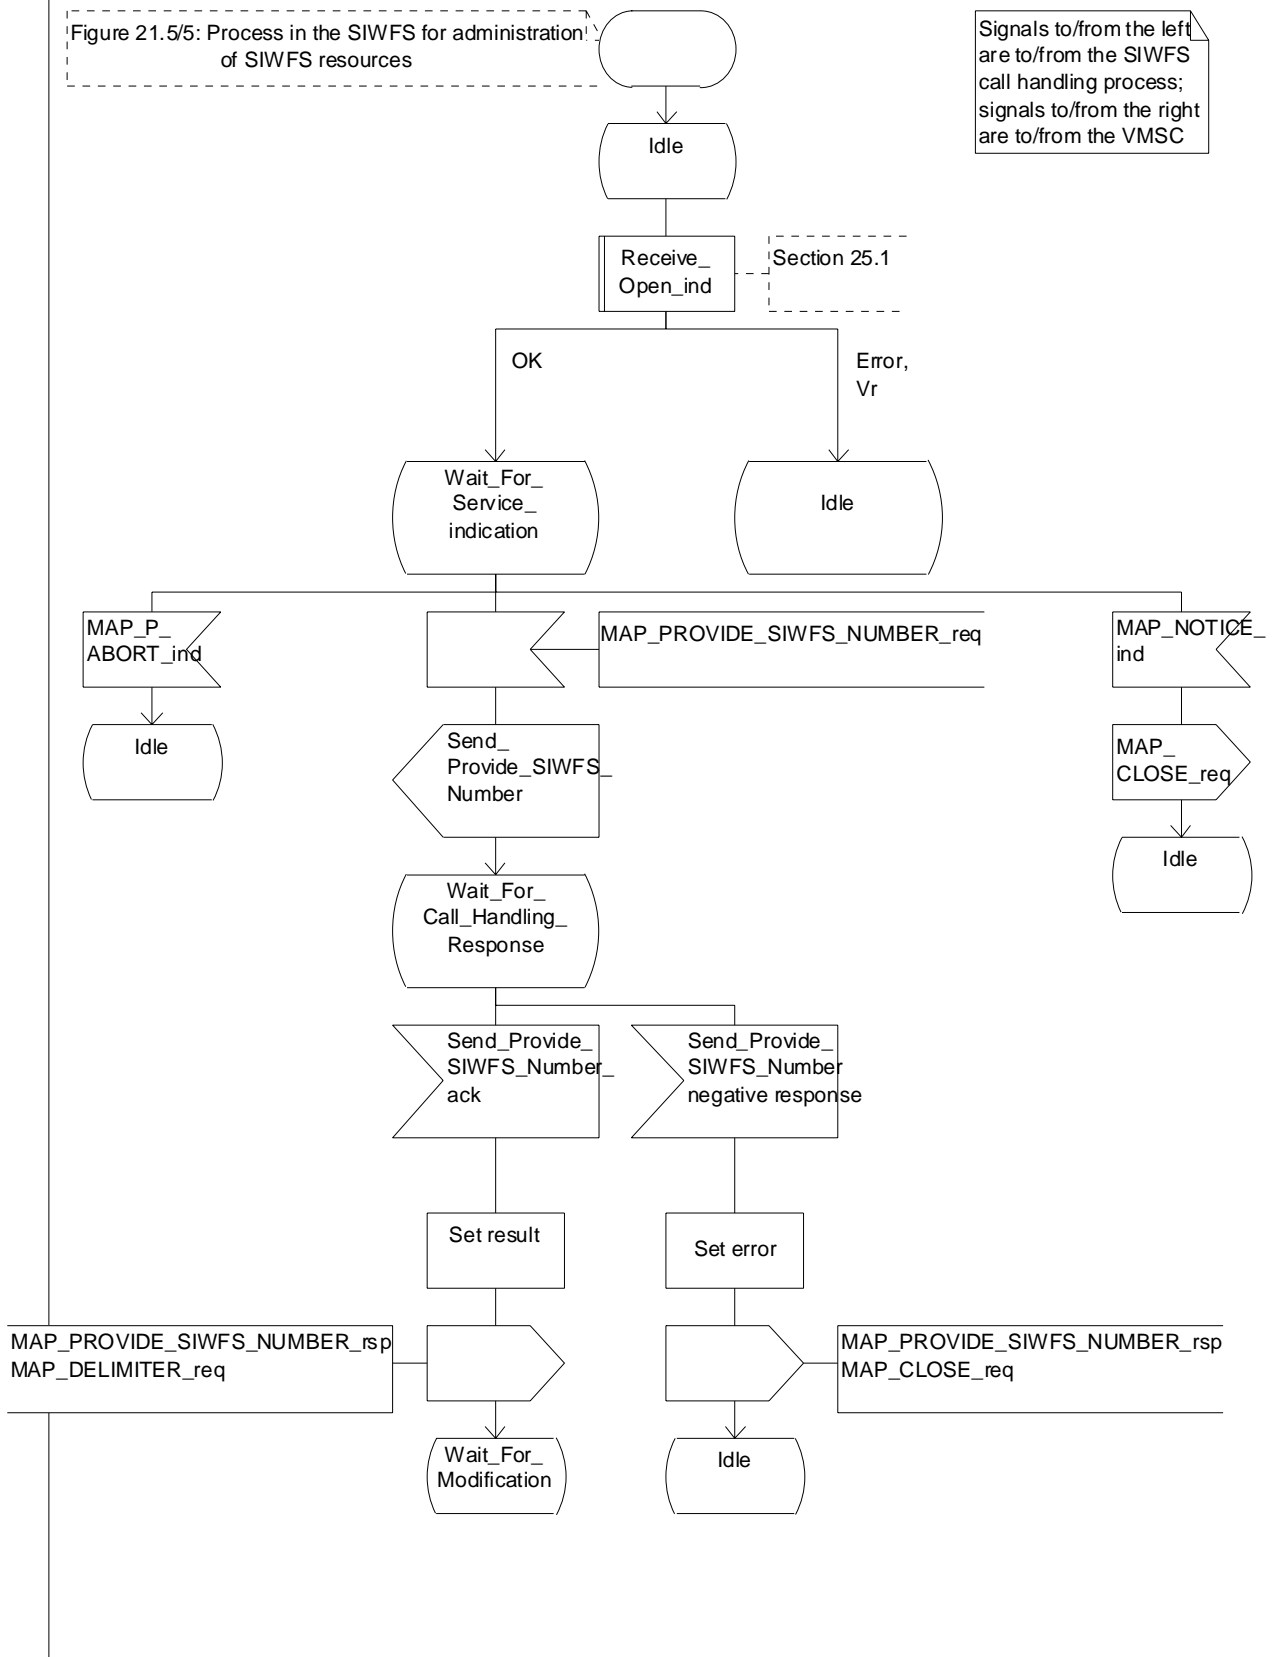 Figure 21.5/5: Process in the SIWFS for administration
of SIWFS resources
Signals to/from the left
are to/from the SIWFS
call handling process;
signals to/from the right
are to/from the VMSC
Idle
Receive_
Open_ind
Section 25.1
OK
Error,
Vr
Wait_For_
Service_
indication
Idle
MAP_P_
ABORT_ind
MAP_PROVIDE_SIWFS_NUMBER_req
MAP_NOTICE_
ind
Idle
Send_
Provide_SIWFS_
Number
MAP_
CLOSE_req
Idle
Wait_For_
Call_Handling_
Response
Send_Provide_
SIWFS_Number_
ack
Send_Provide_
SIWFS_Number
negative response
Set result
Set error
MAP_PROVIDE_SIWFS_NUMBER_rsp
MAP_DELIMITER_req
MAP_PROVIDE_SIWFS_NUMBER_rsp
MAP_CLOSE_req
Wait_For_
Modification
Idle